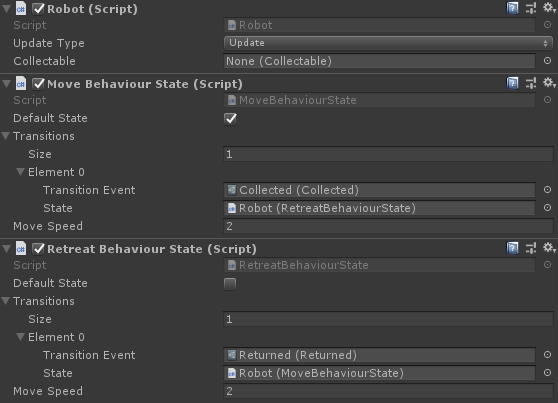 Robot (Script)
Script Robot
Update Type Update
Collectable None (Collectable)
Move Behaviour State (Script)
Script MoveBehaviourState
Default State
Transitions
Size 1
Element 0
Transition Event Collected (Collected)
State Robot (RetreatBehaviourState)
Move Speed 2
Retreat Behaviour State (Script)
Script RetreatBehaviourState
Default State
Transitions
Size 1
Element 0
Transition Event Returned (Returned)
State Robot (MoveBehaviourState)
Move Speed 2